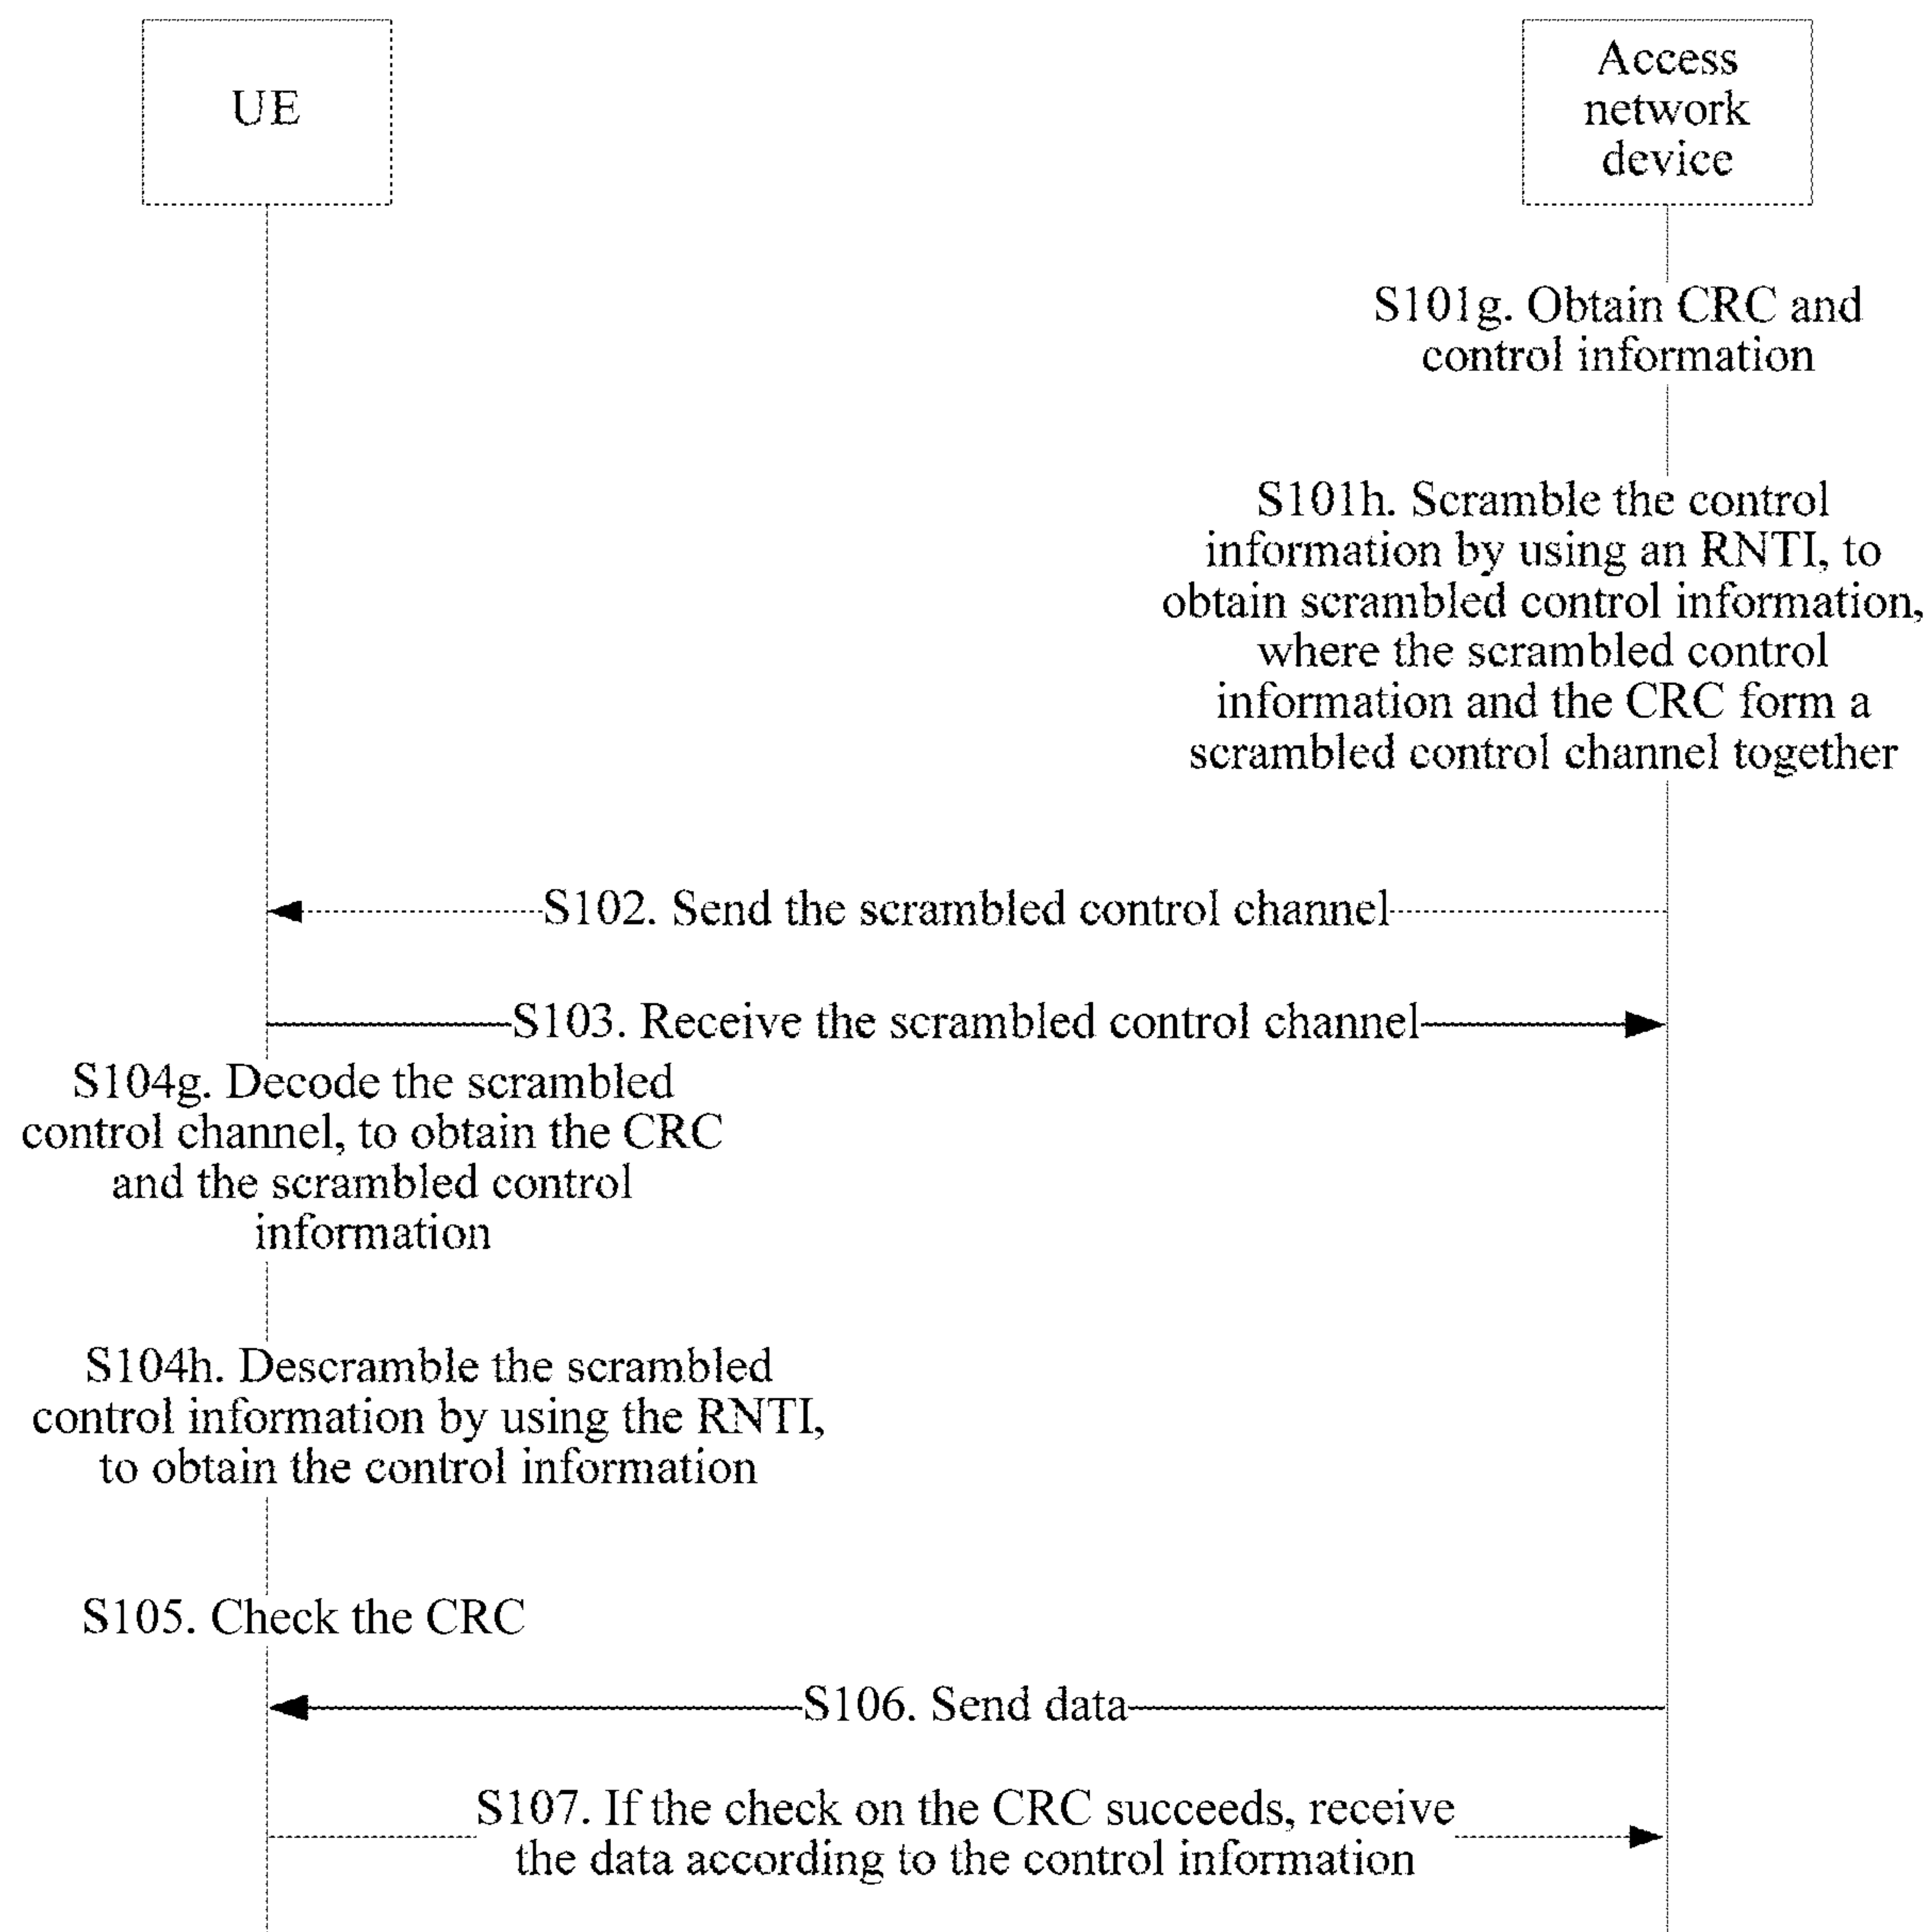 UE
Access
network
device
S101g. Obtain CRC and
control information
S101h. Scramble the control
information by using an RNTI, to
obtain scrambled control information,
where the scrambled control
information and the CRC form a
scrambled control channel together
S102. Send the scrambled control channel
S103. Receive the scrambled control channel
S104g. Decode the scrambled
control channel, to obtain the CRC
and the scrambled control
information
S104h. Descramble the scrambled
control information by using the RNTI,
to obtain the control information
S105. Check the CRC
S106. Send data
S107. If the check on the CRC succeeds, receive
the data according to the control information